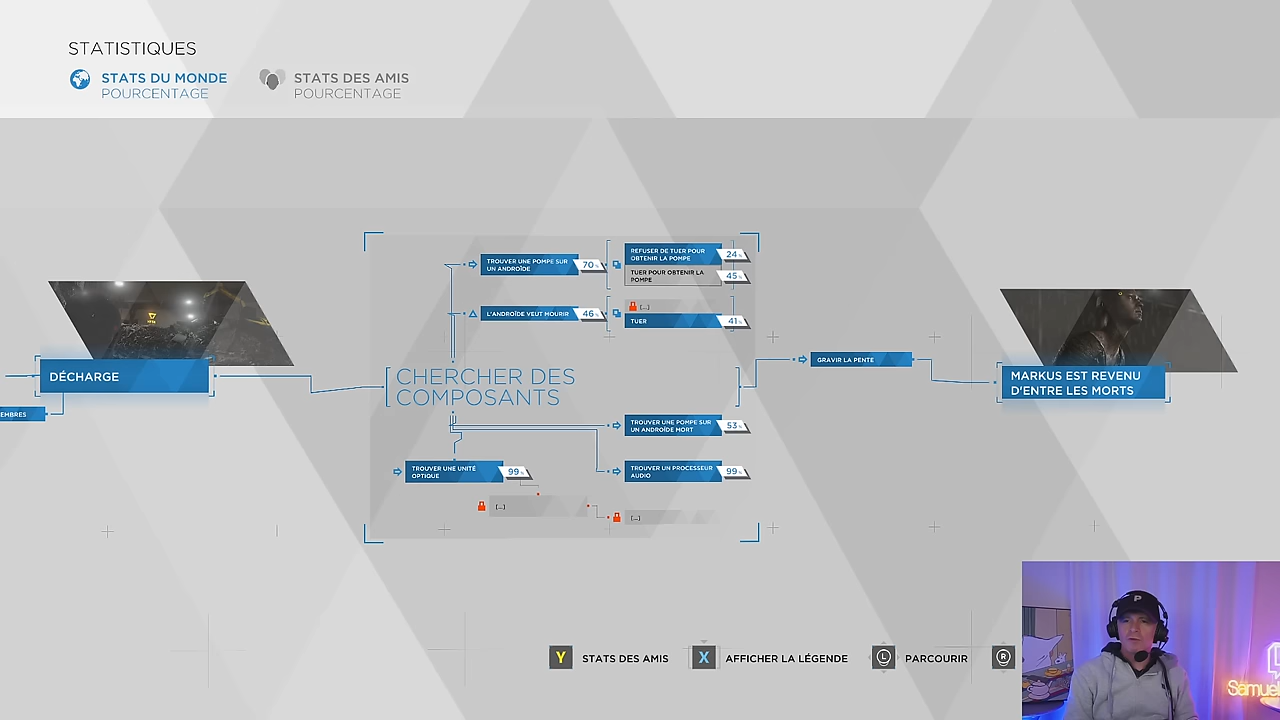 STATISTIQUES
STATS DU MONDE
POURCENTAGE
STATS DES AMIS
POURCENTAGE
DÉCHARGE
EMBRES
TROUVER UNE POMPE SUR
UN ANDROÏDE
70%
REFUSER DE TUER POUR
OBTENIR LA POMPE
24%
TUER POUR OBTENIR LA
POMPE
45%
L'ANDROÏDE VEUT MOURIR
46%
[...]
TUER
41%
CHERCHER DES
COMPOSANTS
GRAVIR LA PENTE
MARKUS EST REVENU
D'ENTRE LES MORTS
TROUVER UNE POMPE SUR
UN ANDROÏDE MORT
53%
TROUVER UNE UNITÉ
OPTIQUE
99%
TROUVER UN PROCESSEUR
AUDIO
99%
[...]
[...]
Y STATS DES AMIS
X AFFICHER LA LÉGENDE
L PARCOURIR
R
P
Samuel